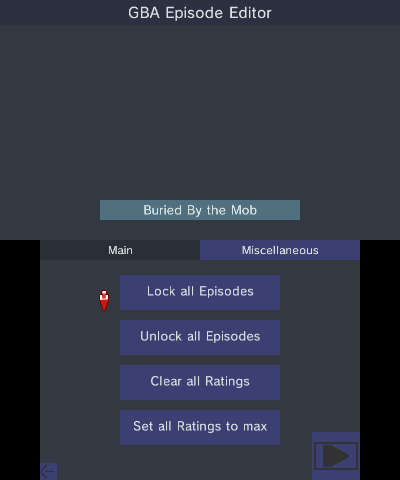 GBA Episode Editor
Buried By the Mob
Main
Miscellaneous
Lock all Episodes
Unlock all Episodes
Clear all Ratings
Set all Ratings to max